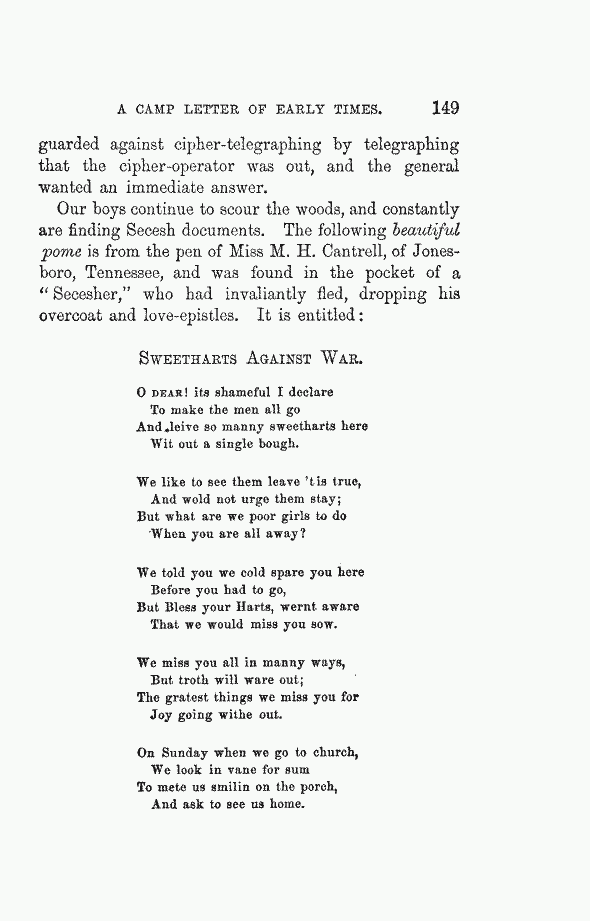 A CAMP LETTER OF EARLY TIMES. 149
guarded against cipher-telegraphing by telegraphing
that the cipher-operator was out, and the general
wanted an immediate answer.
Our boys continue to scour the woods, and constantly
are finding Secesh documents. The following beautiful
pome is from the pen of Miss M. H. Cantrell, of Jones-
boro, Tennessee, and was found in the pocket of a
"Secesher," who had invaliantly fled, dropping his
overcoat and love-epistles. It is entitled:
SWEETHARTS AGAINST WAR.
O DEAR! its shameful I declare
To make the men all go
And leive so manny sweetharts here
Wit out a single bough.
We like to see them leave 'tis true,
And wold not urge them stay;
But what are we poor girls to do
When you are all away?
We told you we cold spare you here
Before you had to go,
But Bless your Harts, wernt aware
That we would miss you sow.
We miss you all in manny ways,
But troth will ware out;
The gratest things we miss you for
Joy going withe out.
On Sunday when we go to church,
We look in vane for sum
To mete us smilin on the porch,
And ask to see us home.